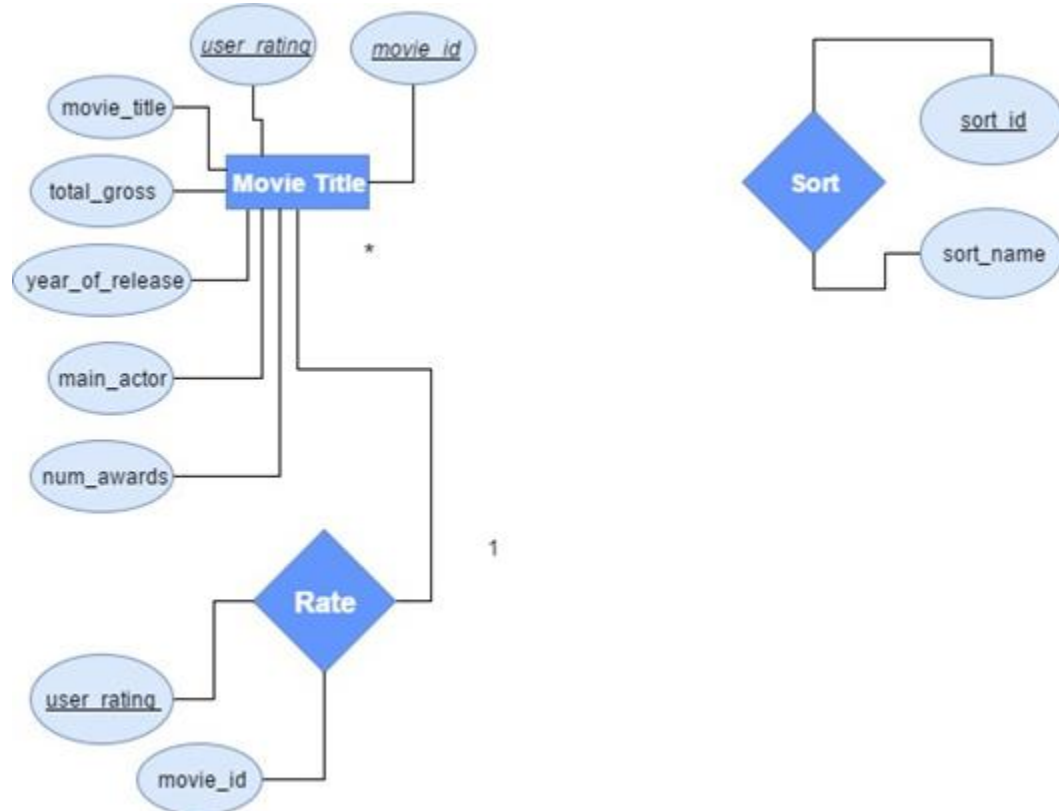 user_rating
movie_id
movie_title
sort_id
Movie Title
Sort
total_gross
*
sort_name
year_of_release
main_actor
num_awards
1
Rate
user_rating
movie_id